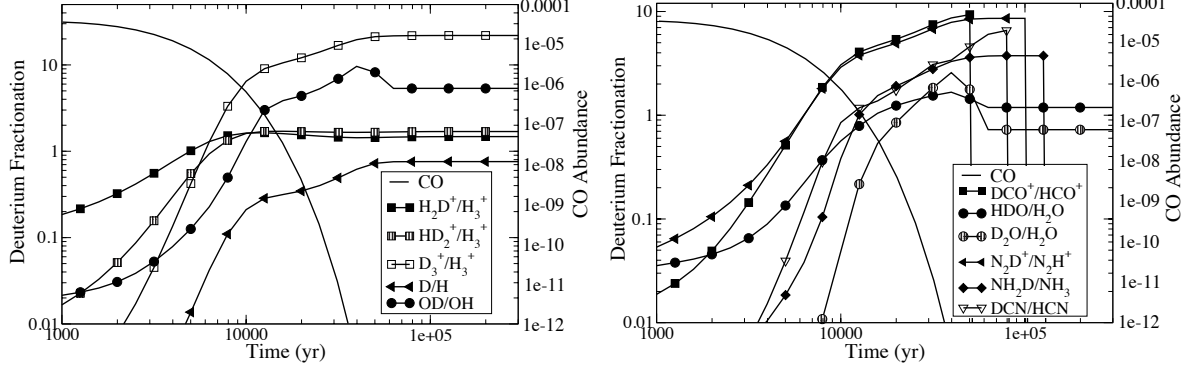 0.0001
10
1
0.1
0.01
Deuterium Fractionation
1e-05
1e-06
1e-07
1e-08
1e-09
1e-10
1e-11
1e-12
CO Abundance
CO
H₂D⁺/H₃⁺
HD₂⁺/H₃⁺
D₃⁺/H₃⁺
D/H
OD/OH
1000
10000
1e+05
Time (yr)
0.0001
10
1
0.1
0.01
Deuterium Fractionation
1e-05
1e-06
1e-07
1e-08
1e-09
1e-10
1e-11
1e-12
CO Abundance
CO
DCO⁺/HCO⁺
HDO/H₂O
D₂O/H₂O
N₂D⁺/N₂H⁺
NH₂D/NH₃
DCN/HCN
1000
10000
1e+05
Time (yr)